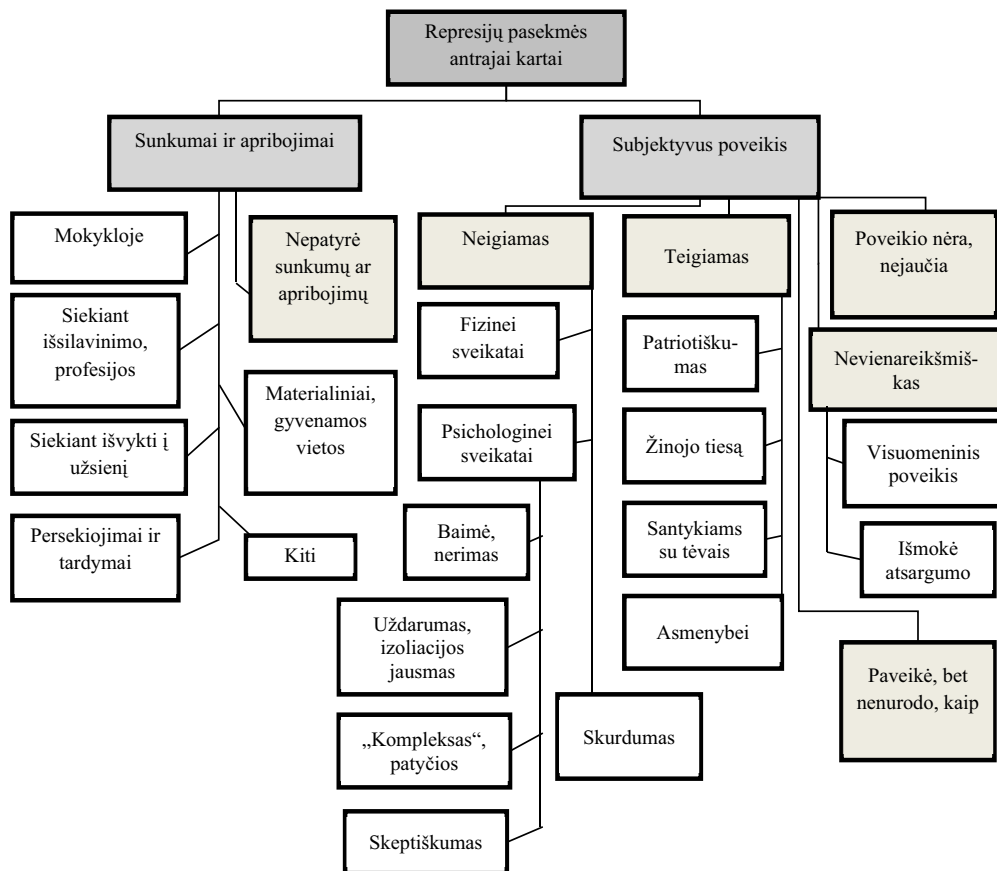 Represijų pasekmės
antrajai kartai
Sunkumai ir apribojimai
Subjektyvus poveikis
Mokykloje
Nepatyrė
sunkumų ar
apribojimų
Siekiant
išsilavinimo,
profesijos
Materialiniai,
gyvenamos
vietos
Siekiant išvykti į
užsienį
Persekiojimai ir
tardymai
Kiti
Neigiamas
Fizinei
sveikatai
Psichologinei
sveikatai
Baimė,
nerimas
Uždarumas,
izoliacijos
jausmas
„Kompleksas“,
patyčios
Skeptiškumas
Skurdumas
Teigiamas
Patriotišku-
mas
Žinojo tiesą
Santykiams
su tėvais
Asmenybei
Poveikio nėra,
nejaučia
Nevienareikšmiš-
kas
Visuomeninis
poveikis
Išmokė
atsargumo
Paveikė, bet
nenurodo, kaip